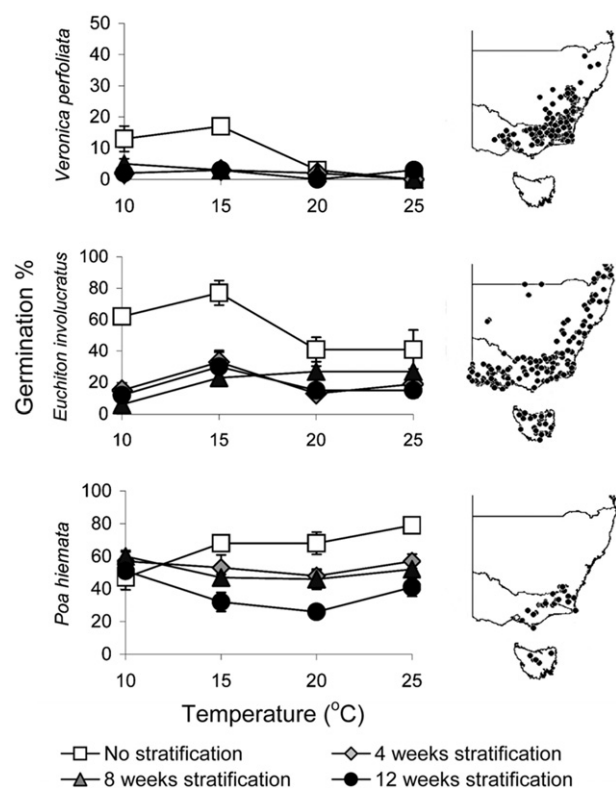 50
40
30
20
10
0
10 15 20 25
Veronica perfoliata
100
80
60
40
20
0
10 15 20 25
Euchiton involucratus
Germination %
100
80
60
40
20
0
10 15 20 25
Poa hiemata
Temperature (°C)
No stratification
4 weeks stratification
8 weeks stratification
12 weeks stratification